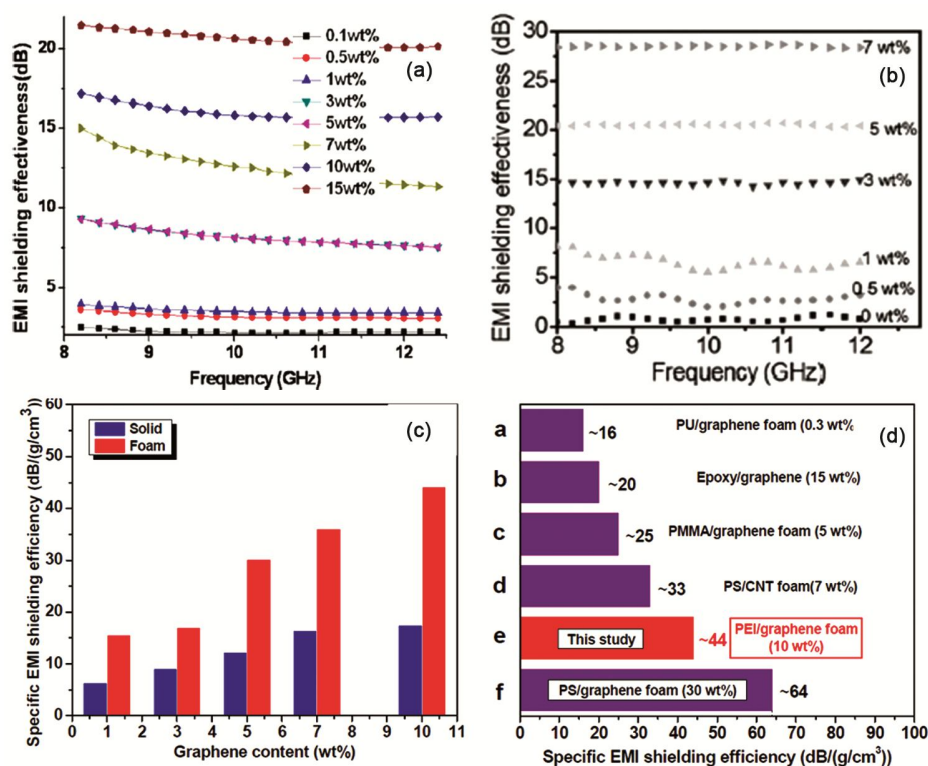 EMI shielding effectiveness(dB)
20
15
10
5
(a)
0.1wt%
0.5wt%
1wt%
3wt%
5wt%
7wt%
10wt%
15wt%
8
9
10
11
12
Frequency (GHz)
EMI shielding effectiveness (dB)
30
25
20
15
10
5
0
(b)
7 wt%
5 wt%
3 wt%
1 wt%
0.5 wt%
0 wt%
8
9
10
11
12
Frequency (GHz)
Specific EMI shielding efficiency (dB/(g/cm³))
60
50
40
30
20
10
0
Solid
Foam
(c)
0 1 2 3 4 5 6 7 8 9 10 11
Graphene content (wt%)
(d)
a
~16
PU/graphene foam (0.3 wt%
b
~20
Epoxy/graphene (15 wt%)
c
~25
PMMA/graphene foam (5 wt%)
d
~33
PS/CNT foam(7 wt%)
e
This study
~44
PEI/graphene foam
(10 wt%)
f
PS/graphene foam (30 wt%)
~64
0 10 20 30 40 50 60 70 80 90 100
Specific EMI shielding efficiency (dB/(g/cm³))